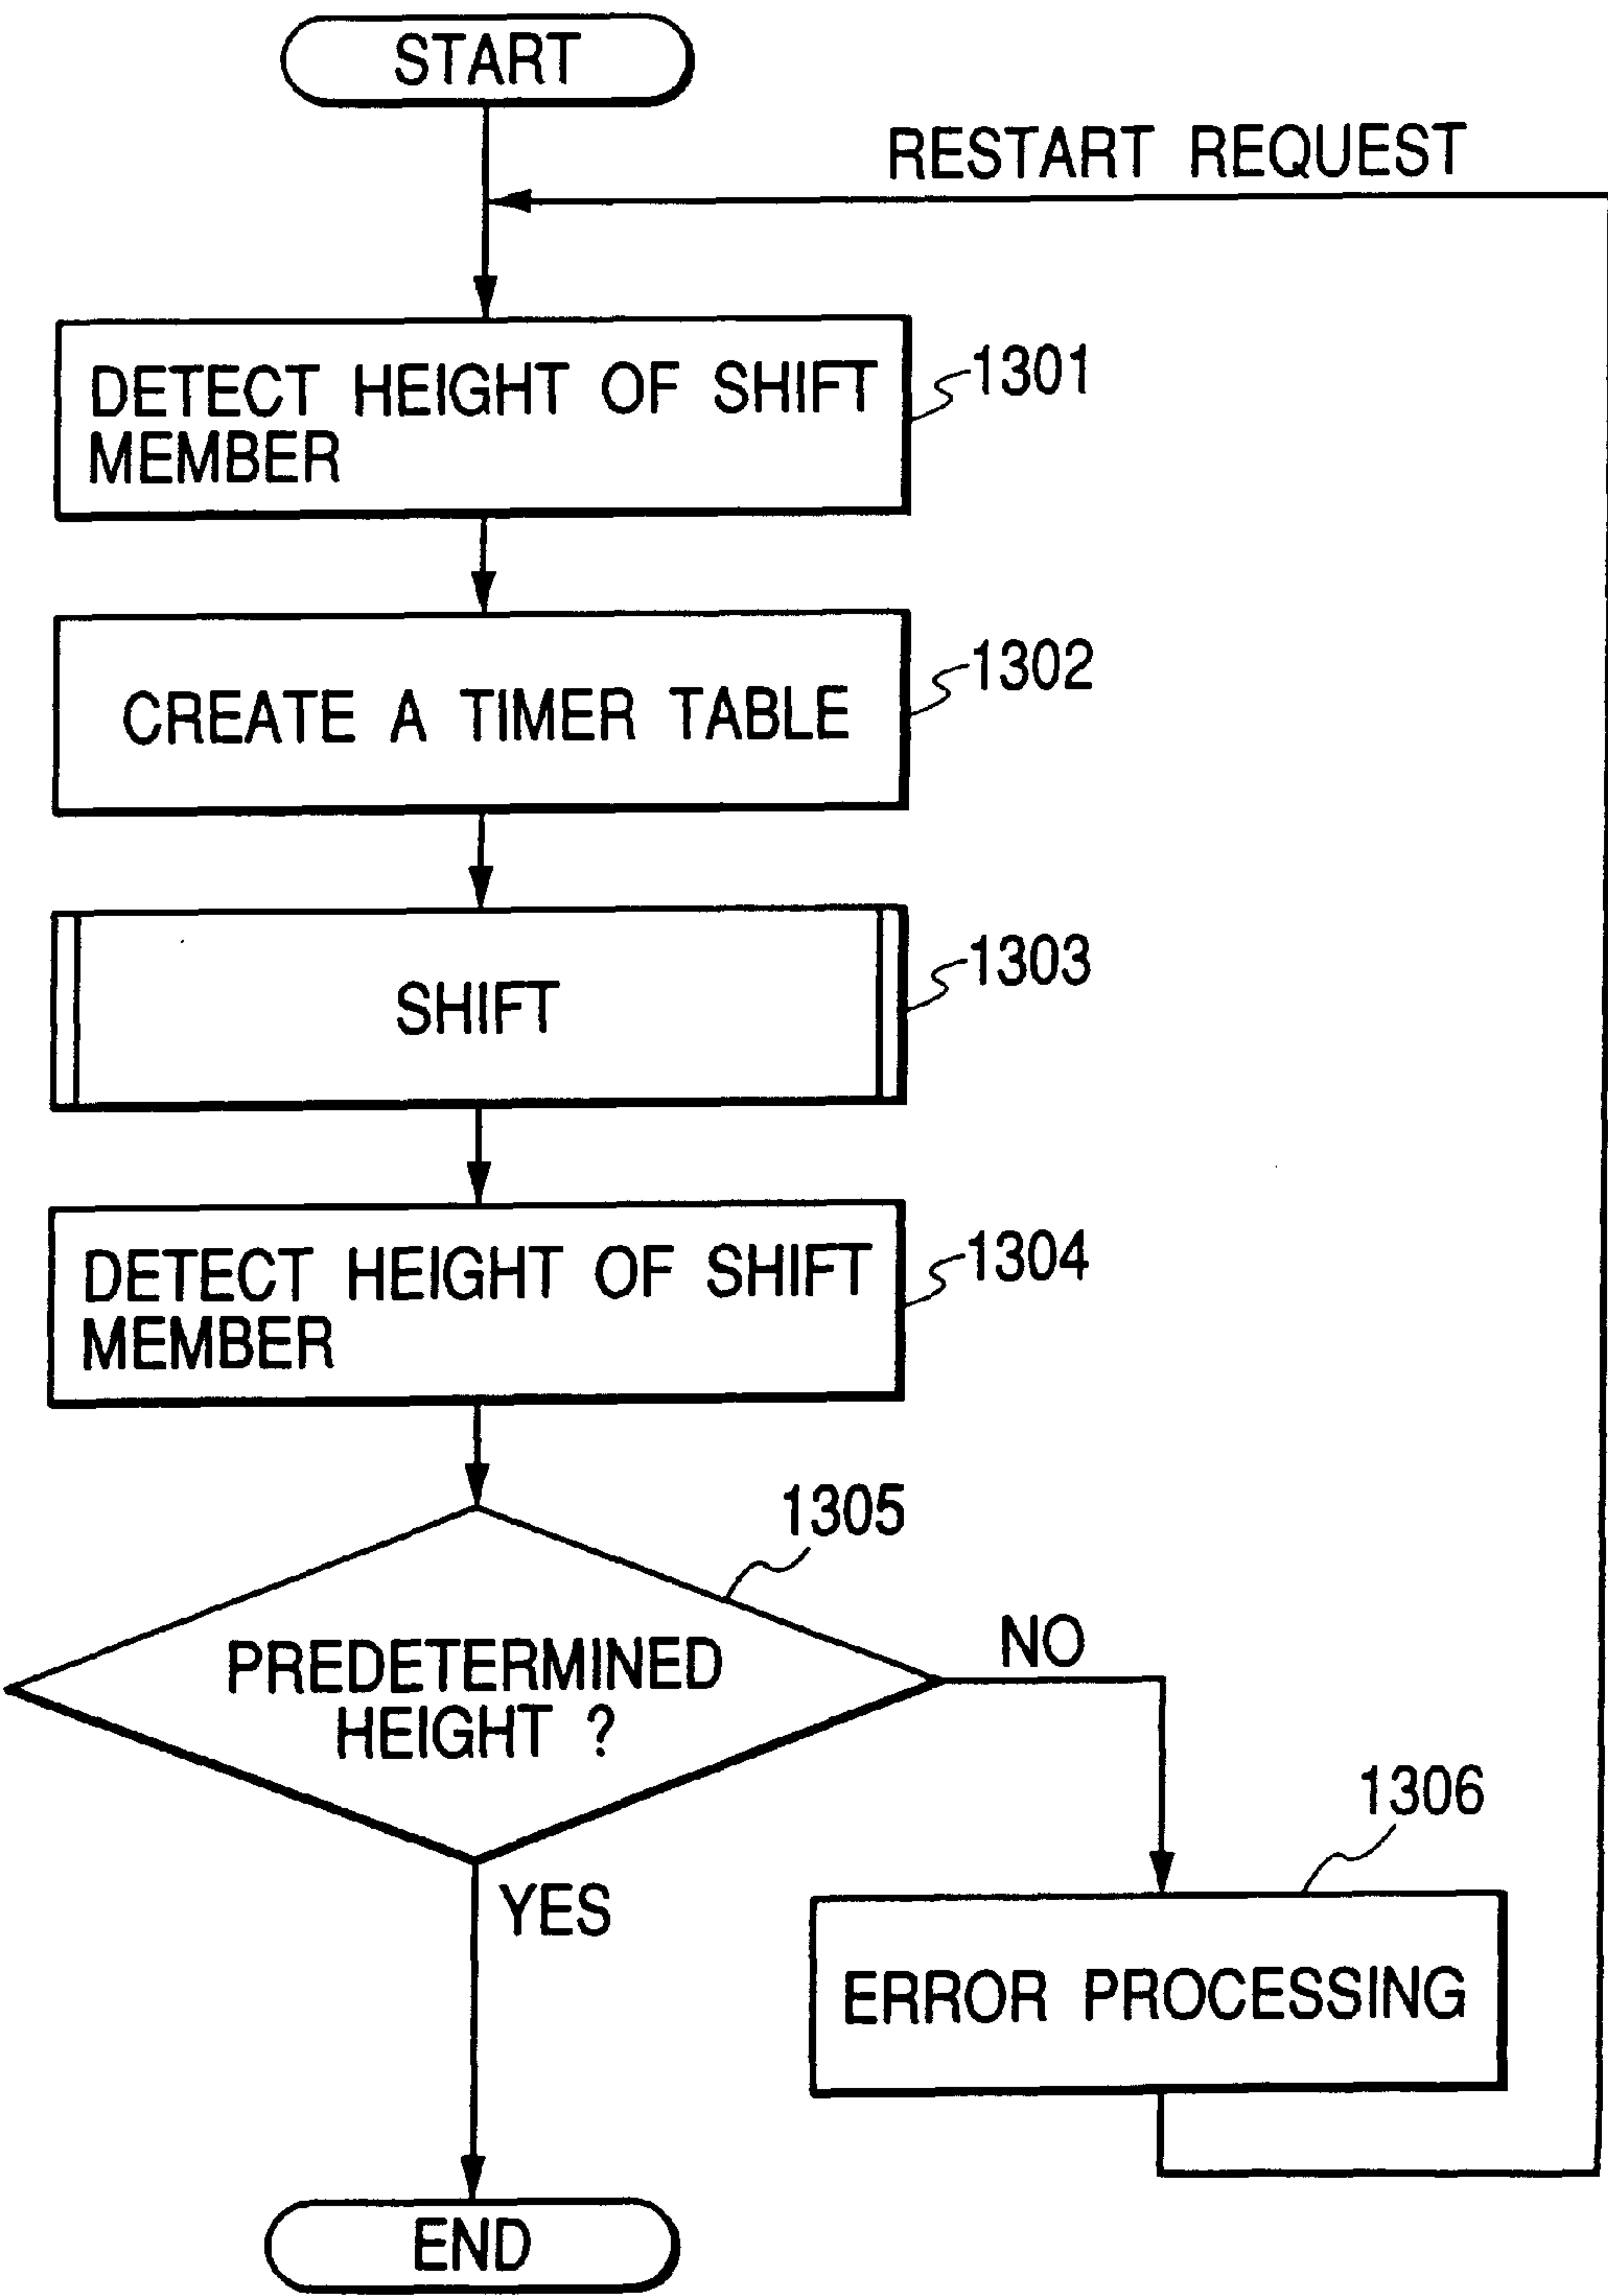 START
RESTART REQUEST
DETECT HEIGHT OF SHIFT
MEMBER
1301
CREATE A TIMER TABLE
1302
SHIFT
1303
DETECT HEIGHT OF SHIFT
MEMBER
1304
1305
PREDETERMINED
HEIGHT ?
NO
YES
1306
ERROR PROCESSING
END